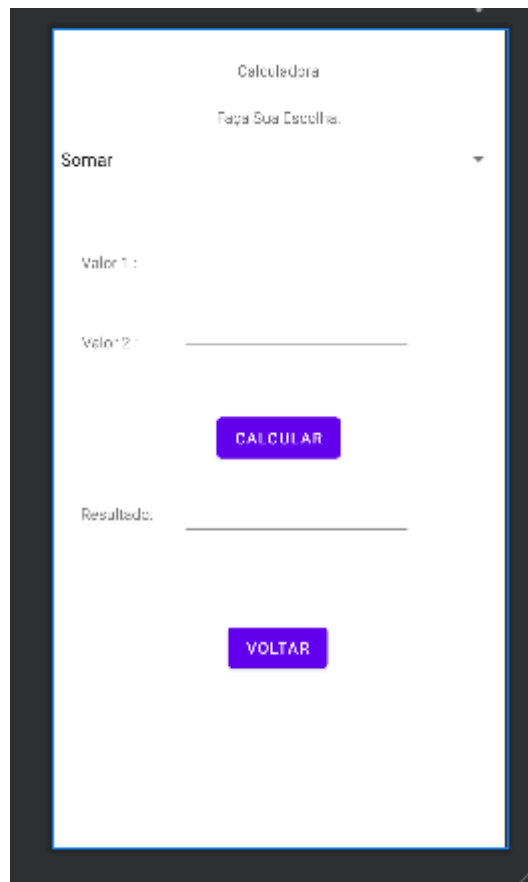 Calculadora
Faça Sua Escolha:
Somar
Valor 1 :
Valor 2 :
CALCULAR
Resultado:
VOLTAR